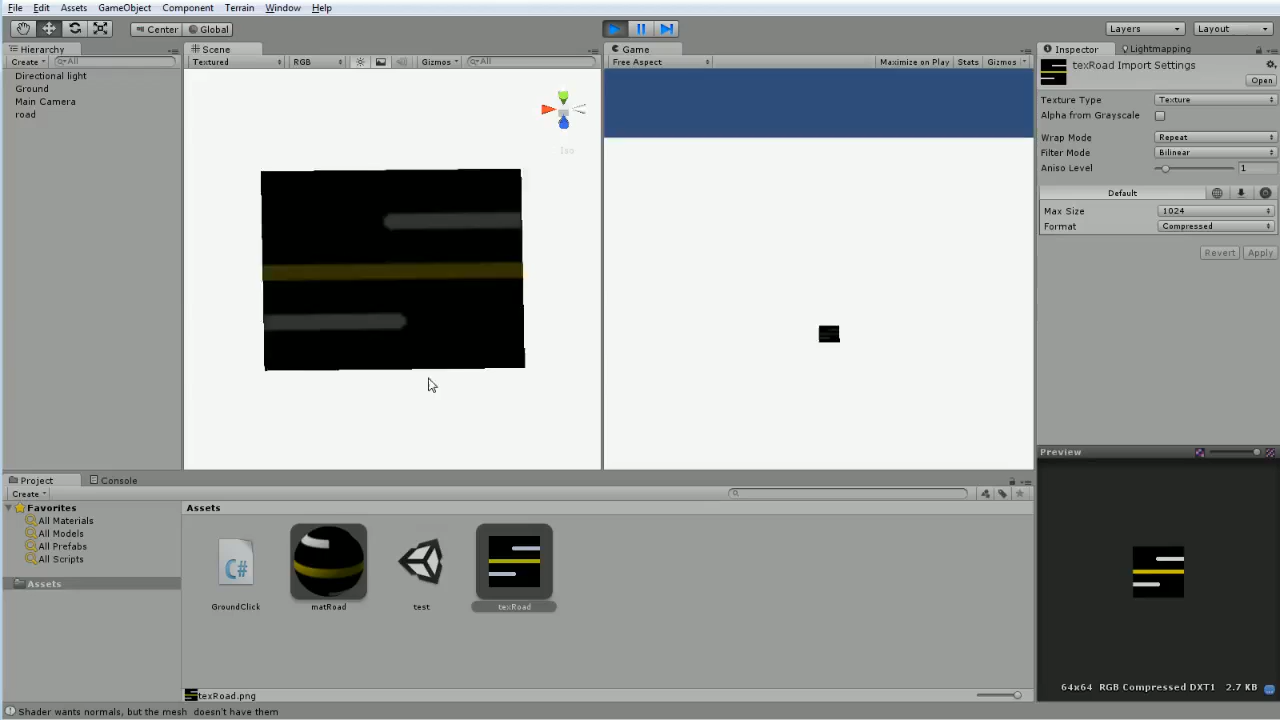 File Edit Assets GameObject Component Terrain Window Help
Center Global Layers Layout
Hierarchy
Create All
Directional light
Ground
Main Camera
road
Scene
Textured RGB Gizmos All
Iso
Game
Free Aspect Maximize on Play Stats Gizmos
Inspector Lightmapping
texRoad Import Settings
Open
Texture Type Texture
Alpha from Grayscale
Wrap Mode Repeat
Filter Mode Bilinear
Aniso Level 1
Default
Max Size 1024
Format Compressed
Revert Apply
Preview
64x64 RGB Compressed DXT1 2.7 KB
Project Console
Create
Favorites
All Materials
All Models
All Prefabs
All Scripts
Assets
Assets
C#
GroundClick matRoad test texRoad
texRoad.png
Shader wants normals, but the mesh doesn't have them